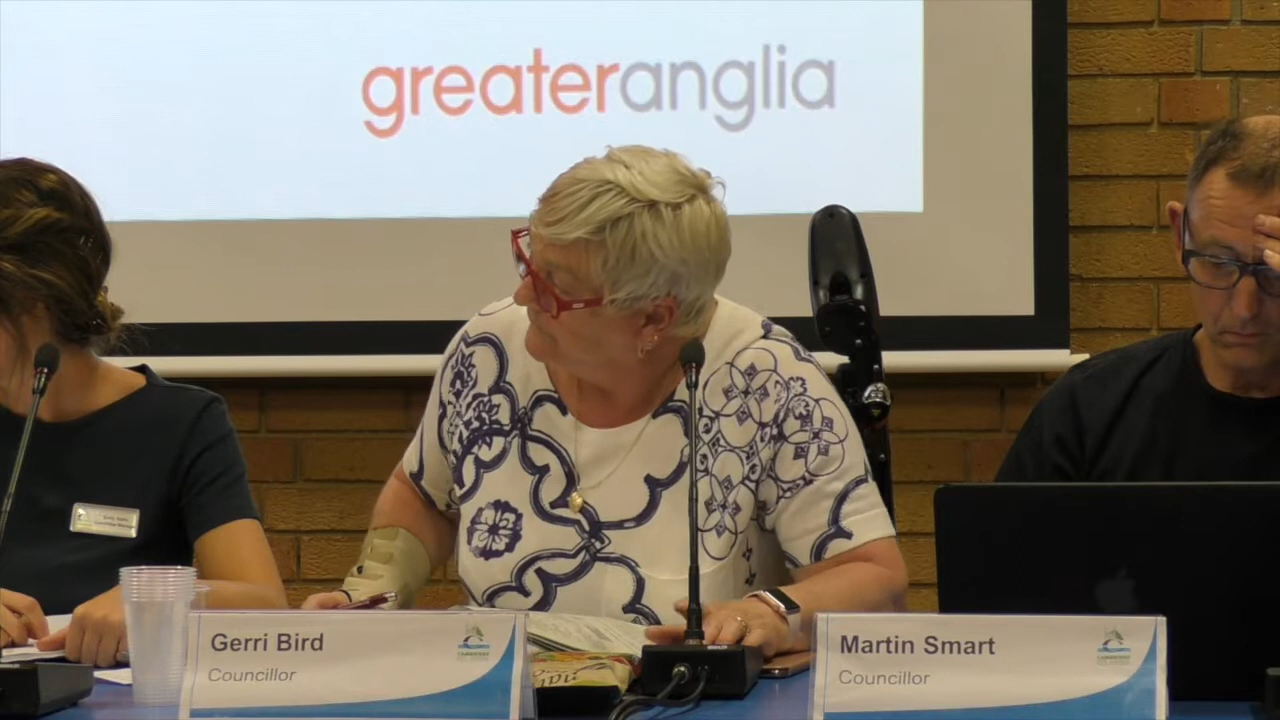 greateranglia
Gerri Bird
Councillor
Martin Smart
Councillor